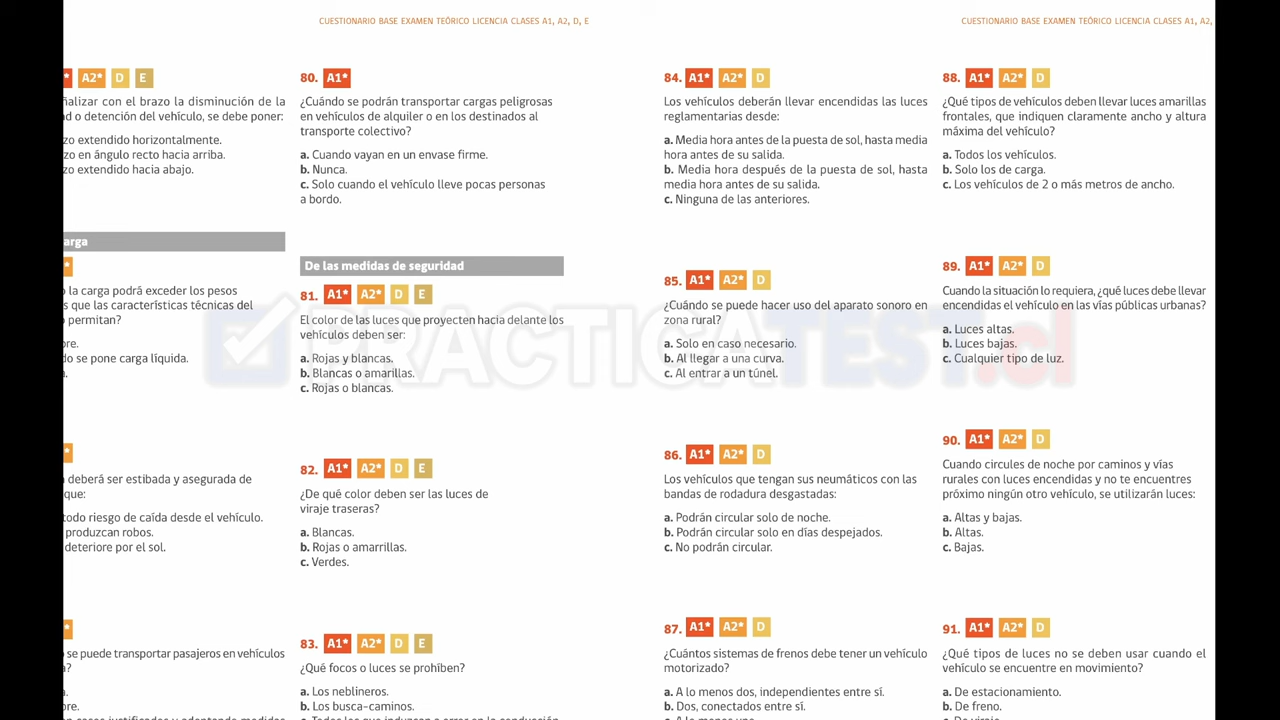 CUESTIONARIO BASE EXAMEN TEÓRICO LICENCIA CLASES A1, A2, D, E
A2* D E
ñalizar con el brazo la disminución de la
d o detención del vehículo, se debe poner:
zo extendido horizontalmente.
zo en ángulo recto hacia arriba.
zo extendido hacia abajo.
arga
o la carga podrá exceder los pesos
s que las características técnicas del
o permitan?
bre.
do se pone carga líquida.
deberá ser estibada y asegurada de
que:
todo riesgo de caída desde el vehículo.
produzcan robos.
deteriore por el sol.
se puede transportar pasajeros en vehículos
a?
80. A1*
¿Cuándo se podrán transportar cargas peligrosas
en vehículos de alquiler o en los destinados al
transporte colectivo?
a. Cuando vayan en un envase firme.
b. Nunca.
c. Solo cuando el vehículo lleve pocas personas
a bordo.
De las medidas de seguridad
81. A1* A2* D E
El color de las luces que proyecten hacia delante los
vehículos deben ser:
a. Rojas y blancas.
b. Blancas o amarillas.
c. Rojas o blancas.
82. A1* A2* D E
¿De qué color deben ser las luces de
viraje traseras?
a. Blancas.
b. Rojas o amarrillas.
c. Verdes.
83. A1* A2* D E
¿Qué focos o luces se prohíben?
a. Los neblineros.
b. Los busca-caminos.
c. Todos los que induzcan a error en la conducción
CUESTIONARIO BASE EXAMEN TEÓRICO LICENCIA CLASES A1, A2,
84. A1* A2* D
Los vehículos deberán llevar encendidas las luces
reglamentarias desde:
a. Media hora antes de la puesta de sol, hasta media
hora antes de su salida.
b. Media hora después de la puesta de sol, hasta
media hora antes de su salida.
c. Ninguna de las anteriores.
85. A1* A2* D
¿Cuándo se puede hacer uso del aparato sonoro en
zona rural?
a. Solo en caso necesario.
b. Al llegar a una curva.
c. Al entrar a un túnel.
86. A1* A2* D
Los vehículos que tengan sus neumáticos con las
bandas de rodadura desgastadas:
a. Podrán circular solo de noche.
b. Podrán circular solo en días despejados.
c. No podrán circular.
87. A1* A2* D
¿Cuántos sistemas de frenos debe tener un vehículo
motorizado?
a. A lo menos dos, independientes entre sí.
b. Dos, conectados entre sí.
c. A lo menos uno.
88. A1* A2* D
¿Qué tipos de vehículos deben llevar luces amarillas
frontales, que indiquen claramente ancho y altura
máxima del vehículo?
a. Todos los vehículos.
b. Solo los de carga.
c. Los vehículos de 2 o más metros de ancho.
89. A1* A2* D
Cuando la situación lo requiera, ¿qué luces debe llevar
encendidas el vehículo en las vías públicas urbanas?
a. Luces altas.
b. Luces bajas.
c. Cualquier tipo de luz.
90. A1* A2* D
Cuando circules de noche por caminos y vías
rurales con luces encendidas y no te encuentres
próximo ningún otro vehículo, se utilizarán luces:
a. Altas y bajas.
b. Altas.
c. Bajas.
91. A1* A2* D
¿Qué tipos de luces no se deben usar cuando el
vehículo se encuentre en movimiento?
a. De estacionamiento.
b. De freno.
c. De viraje.
PRACTICATEST.cl